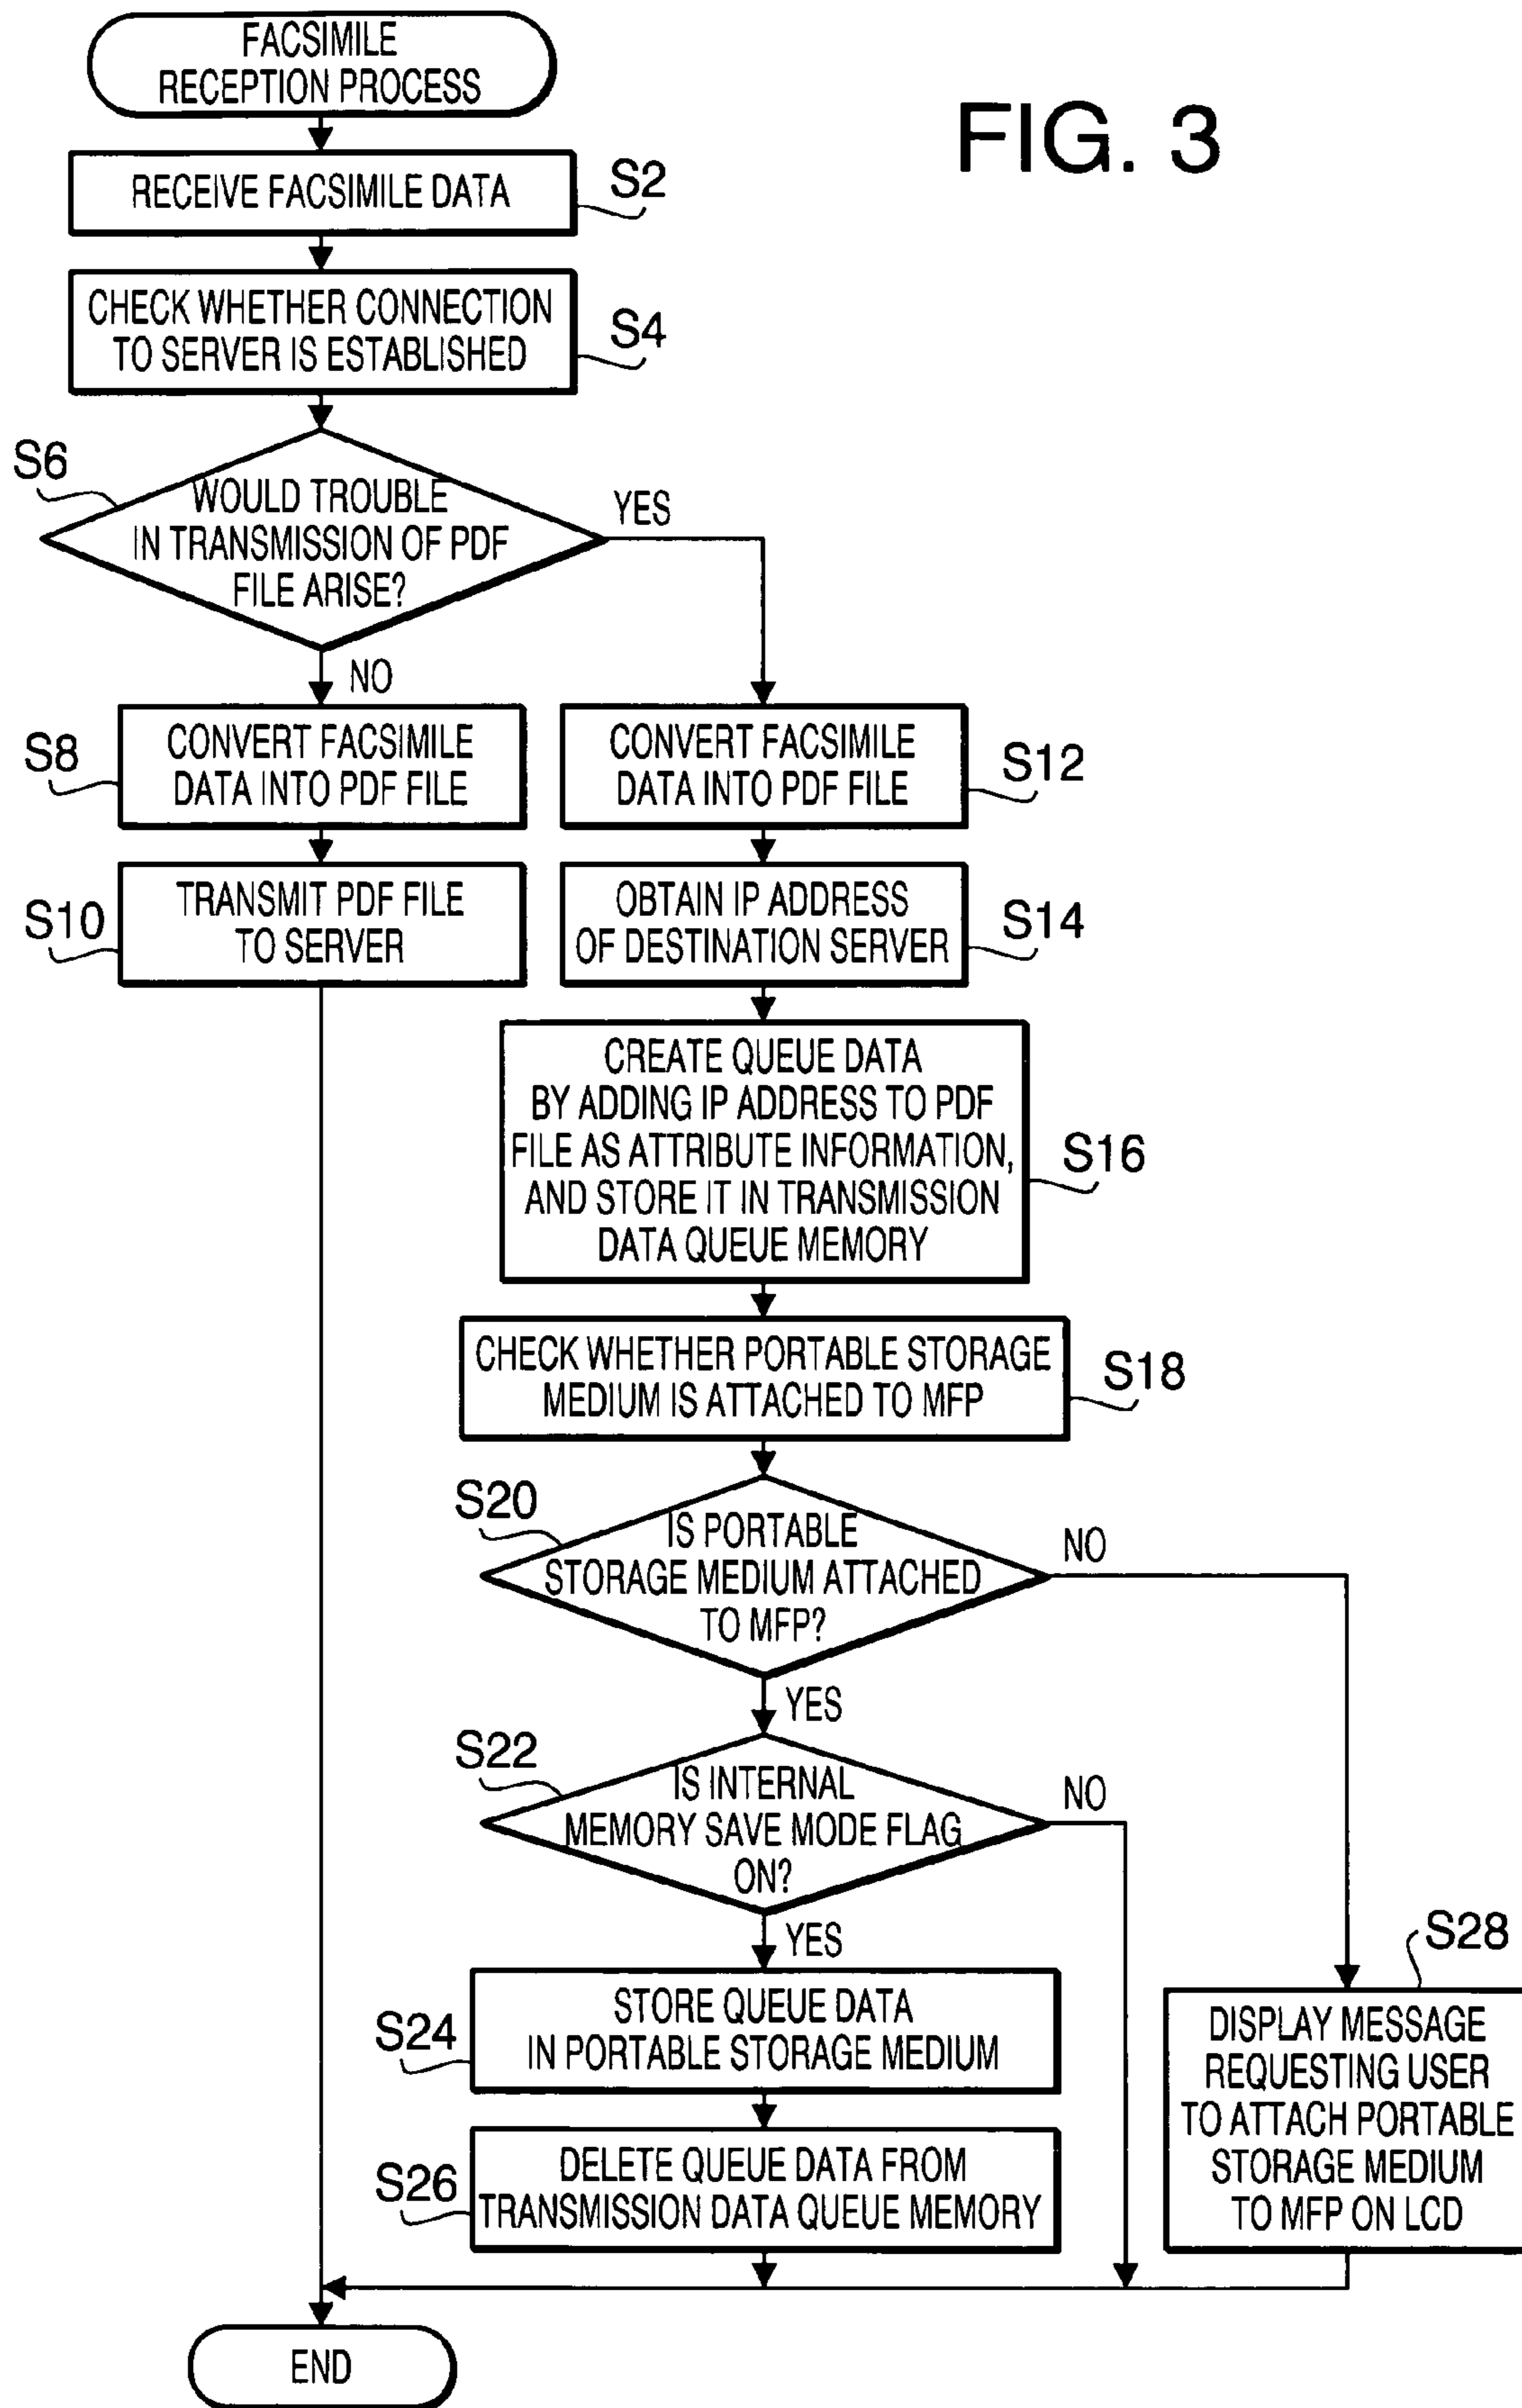 FACSIMILE
RECEPTION PROCESS
FIG. 3
RECEIVE FACSIMILE DATA
S2
CHECK WHETHER CONNECTION
TO SERVER IS ESTABLISHED
S4
S6
WOULD TROUBLE
IN TRANSMISSION OF PDF
FILE ARISE?
YES
NO
S8
CONVERT FACSIMILE
DATA INTO PDF FILE
CONVERT FACSIMILE
DATA INTO PDF FILE
S12
S10
TRANSMIT PDF FILE
TO SERVER
OBTAIN IP ADDRESS
OF DESTINATION SERVER
S14
CREATE QUEUE DATA
BY ADDING IP ADDRESS TO PDF
FILE AS ATTRIBUTE INFORMATION,
AND STORE IT IN TRANSMISSION
DATA QUEUE MEMORY
S16
CHECK WHETHER PORTABLE STORAGE
MEDIUM IS ATTACHED TO MFP
S18
S20
IS PORTABLE
STORAGE MEDIUM ATTACHED
TO MFP?
NO
YES
S22
IS INTERNAL
MEMORY SAVE MODE FLAG
ON?
NO
YES
S24
STORE QUEUE DATA
IN PORTABLE STORAGE MEDIUM
S28
DISPLAY MESSAGE
REQUESTING USER
TO ATTACH PORTABLE
STORAGE MEDIUM
TO MFP ON LCD
S26
DELETE QUEUE DATA FROM
TRANSMISSION DATA QUEUE MEMORY
END